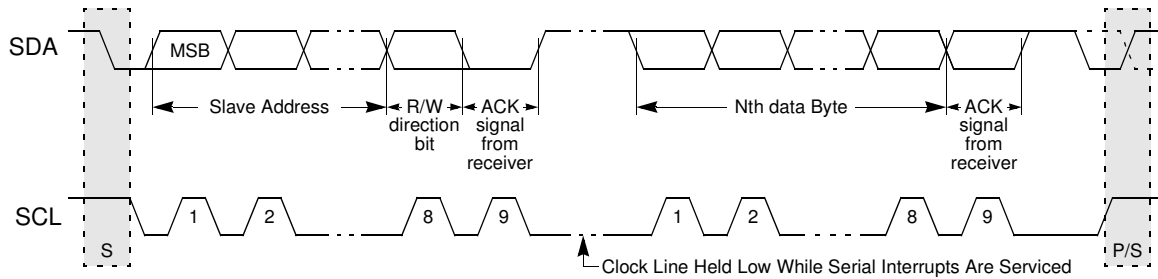 SDA
MSB
Slave Address
R/W
direction
bit
ACK
signal
from
receiver
Nth data Byte
ACK
signal
from
receiver
SCL
1
2
8
9
1
2
8
9
S
P/S
Clock Line Held Low While Serial Interrupts Are Serviced